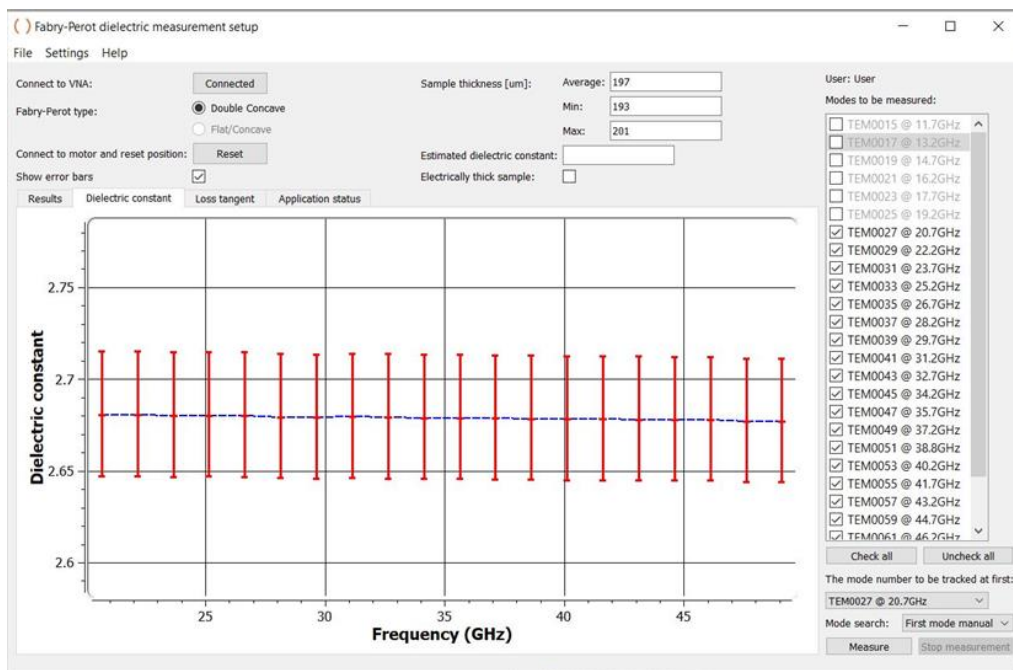 Fabry-Perot dielectric measurement setup
File Settings Help
Connect to VNA:
Connected
Fabry-Perot type:
Double Concave
Flat/Concave
Connect to motor and reset position:
Reset
Show error bars
Sample thickness [um]:
Average: 197
Min: 193
Max: 201
Estimated dielectric constant:
Electrically thick sample:
Results Dielectric constant Loss tangent Application status
Dielectric constant
2.75
2.7
2.65
2.6
25 30 35 40 45
Frequency (GHz)
User: User
Modes to be measured:
TEM0015 @ 11.7GHz
TEM0017 @ 13.2GHz
TEM0019 @ 14.7GHz
TEM0021 @ 16.2GHz
TEM0023 @ 17.7GHz
TEM0025 @ 19.2GHz
TEM0027 @ 20.7GHz
TEM0029 @ 22.2GHz
TEM0031 @ 23.7GHz
TEM0033 @ 25.2GHz
TEM0035 @ 26.7GHz
TEM0037 @ 28.2GHz
TEM0039 @ 29.7GHz
TEM0041 @ 31.2GHz
TEM0043 @ 32.7GHz
TEM0045 @ 34.2GHz
TEM0047 @ 35.7GHz
TEM0049 @ 37.2GHz
TEM0051 @ 38.8GHz
TEM0053 @ 40.2GHz
TEM0055 @ 41.7GHz
TEM0057 @ 43.2GHz
TEM0059 @ 44.7GHz
TEM0061 @ 46.2GHz
Check all Uncheck all
The mode number to be tracked at first:
TEM0027 @ 20.7GHz
Mode search: First mode manual
Measure Stop measurement